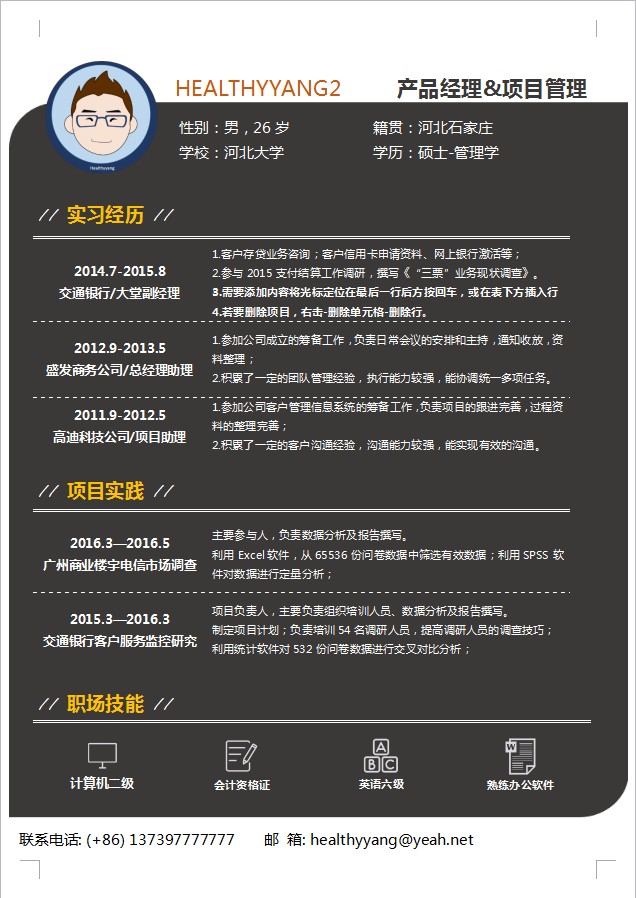 HEALTHYYANG2 产品经理&项目管理
Healthyyang
性别：男，26 岁 籍贯：河北石家庄
学校：河北大学 学历：硕士-管理学
// 实习经历 //
2014.7-2015.8
交通银行/大堂副经理
1.客户存贷业务咨询；客户信用卡申请资料、网上银行激活等；
2.参与 2015 支付结算工作调研，撰写《“三票”业务现状调查》。
3.需要添加内容将光标定位在最后一行后方按回车，或在表下方插入行
4.若要删除项目，右击-删除单元格-删除行。
2012.9-2013.5
盛发商务公司/总经理助理
1.参加公司成立的筹备工作，负责日常会议的安排和主持，通知收放，资
料整理；
2.积累了一定的团队管理经验，执行能力较强，能协调统一多项任务。
2011.9-2012.5
高迪科技公司/项目助理
1.参加公司客户管理信息系统的筹备工作，负责项目的跟进完善，过程资
料的整理完善；
2.积累了一定的客户沟通经验，沟通能力较强，能实现有效的沟通。
// 项目实践 //
2016.3—2016.5
广州商业楼宇电信市场调查
主要参与人，负责数据分析及报告撰写。
利用 Excel 软件，从 65536 份问卷数据中筛选有效数据；利用 SPSS 软
件对数据进行定量分析；
2015.3—2016.3
交通银行客户服务监控研究
项目负责人，主要负责组织培训人员、数据分析及报告撰写。
制定项目计划；负责培训 54 名调研人员，提高调研人员的调查技巧；
利用统计软件对 532 份问卷数据进行交叉对比分析；
// 职场技能 //
A
B C
W
计算机二级 会计资格证 英语六级 熟练办公软件
联系电话: (+86) 137397777777 邮 箱: healthyyang@yeah.net